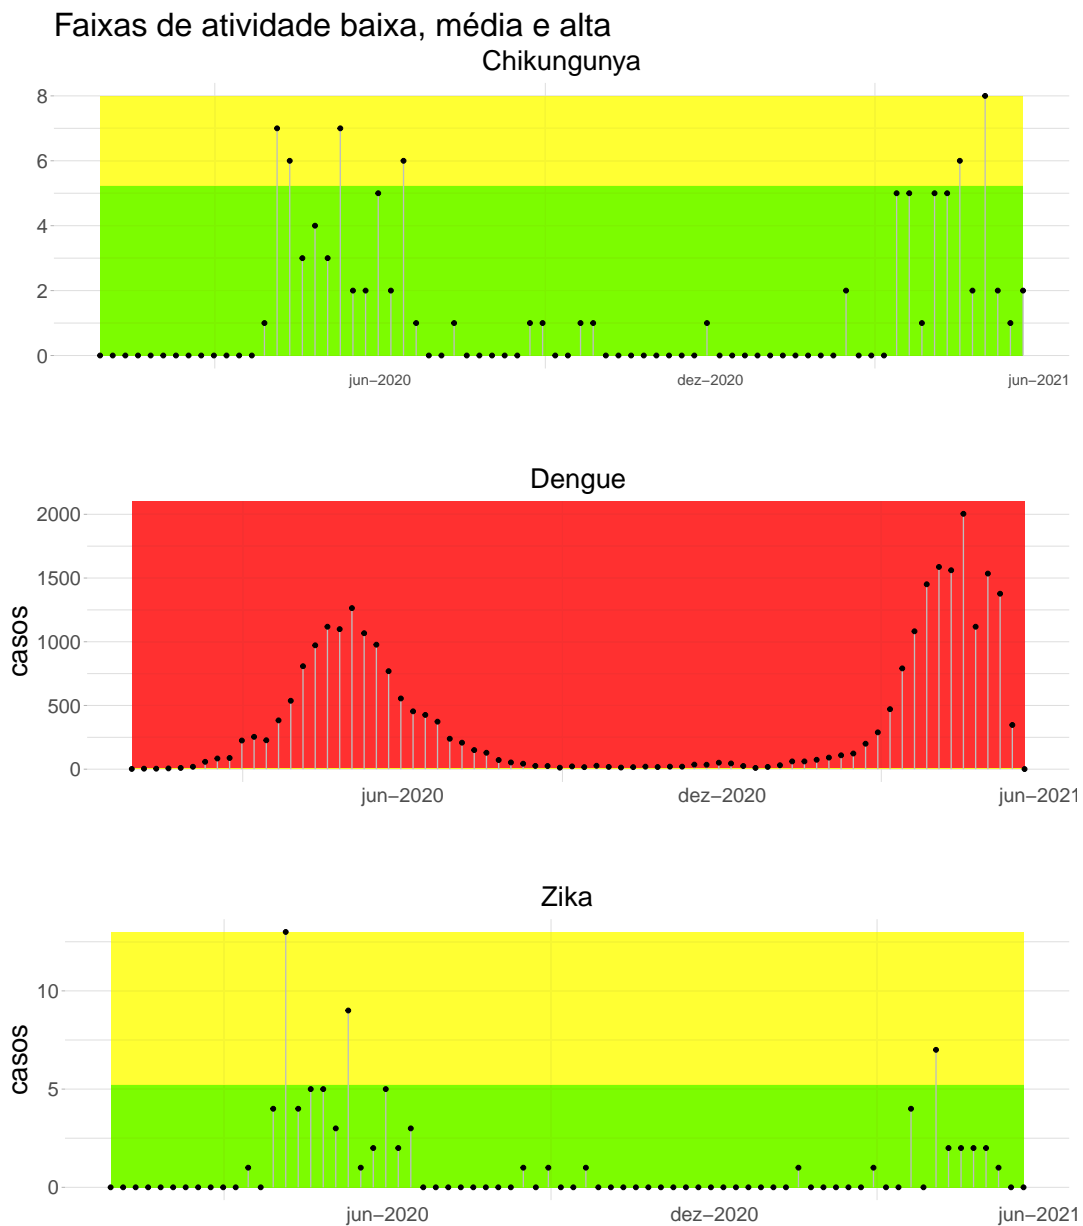 Faixas de atividade baixa, média e alta
Chikungunya
8
6
4
2
0
jun−2020 dez−2020 jun−2021
Dengue
casos
2000
1500
1000
500
0
jun−2020 dez−2020 jun−2021
Zika
casos
10
5
0
jun−2020 dez−2020 jun−2021